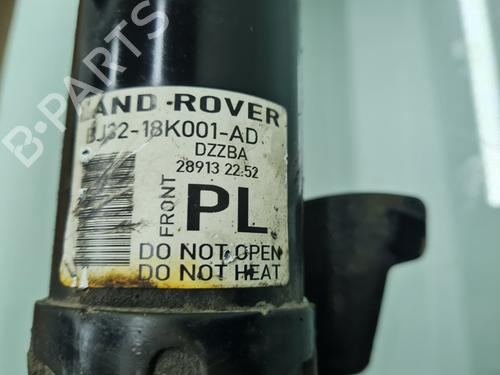 LAND-ROVER
BJ32-18K001-AD
DZZBA
28913 22:52
FRONT
PL
DO NOT OPEN
DO NOT HEAT
B-PARTS